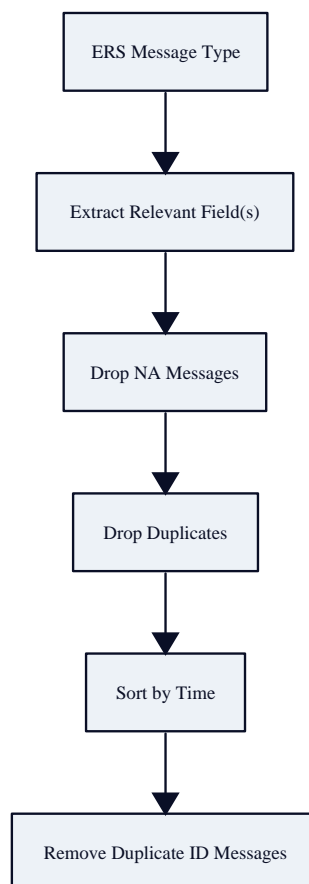 ERS Message Type
Extract Relevant Field(s)
Drop NA Messages
Drop Duplicates
Sort by Time
Remove Duplicate ID Messages